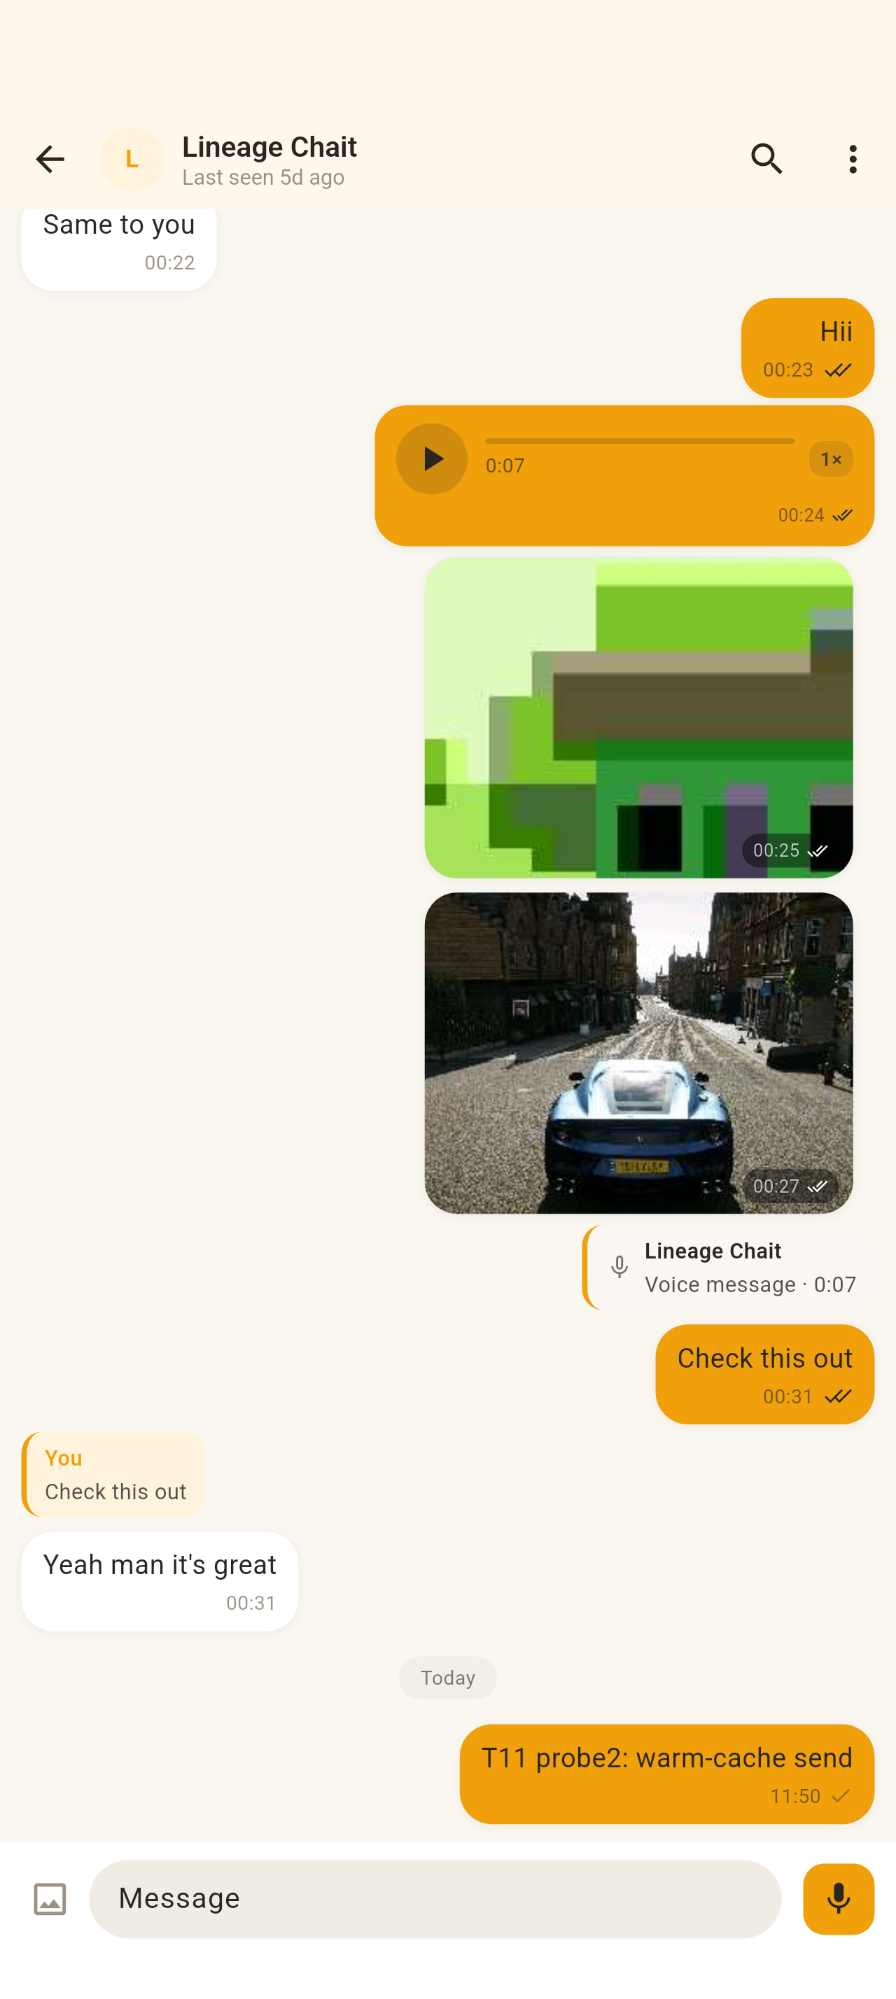 L
Lineage Chait
Last seen 5d ago
Same to you
00:22
Hii
00:23
0:07
1×
00:24
00:25
00:27
Lineage Chait
Voice message · 0:07
Check this out
00:31
You
Check this out
Yeah man it's great
00:31
Today
T11 probe2: warm-cache send
11:50
Message